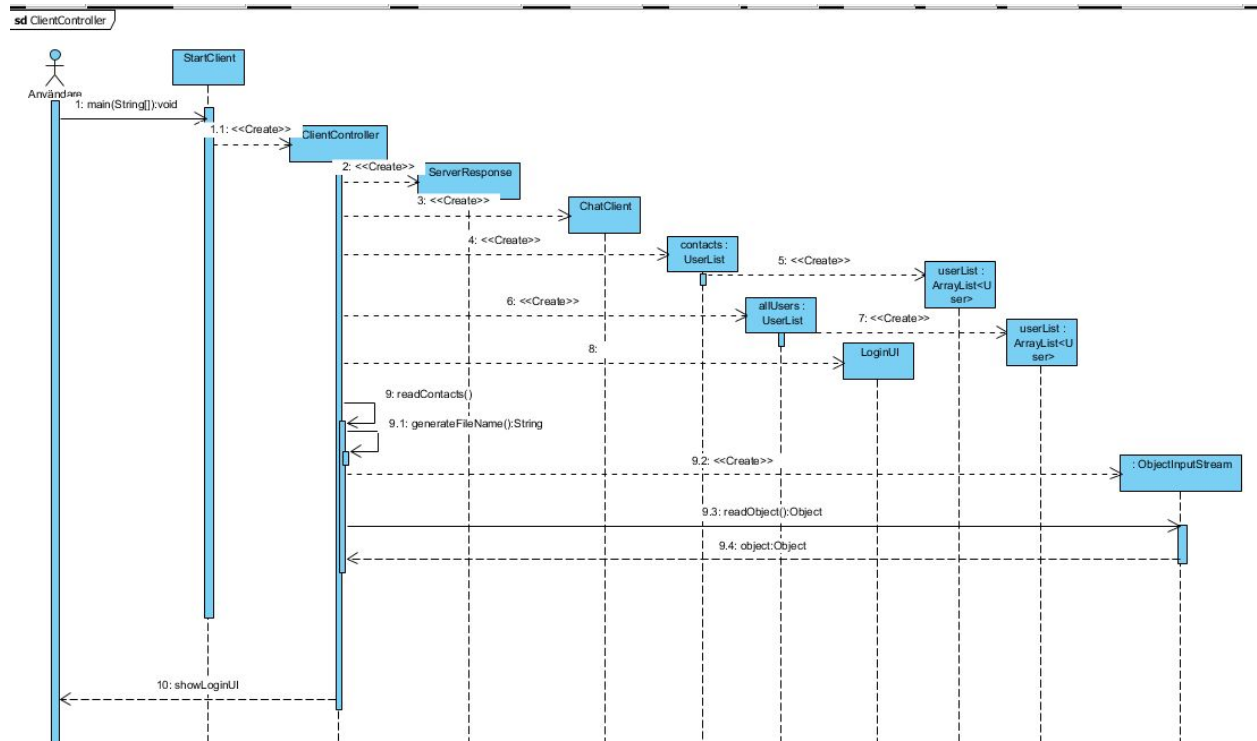 sd ClientController
StartClient
Användare
1: main(String[]):void
1.1: <<Create>>
ClientController
2: <<Create>>
ServerResponse
3: <<Create>>
ChatClient
4: <<Create>>
contacts :
UserList
5: <<Create>>
userList :
ArrayList<U
ser>
6: <<Create>>
allUsers :
UserList
7: <<Create>>
userList :
ArrayList<U
ser>
8:
LoginUI
9: readContacts()
9.1: generateFileName():String
9.2: <<Create>>
: ObjectInputStream
9.3: readObject():Object
9.4: object:Object
10: showLoginUI